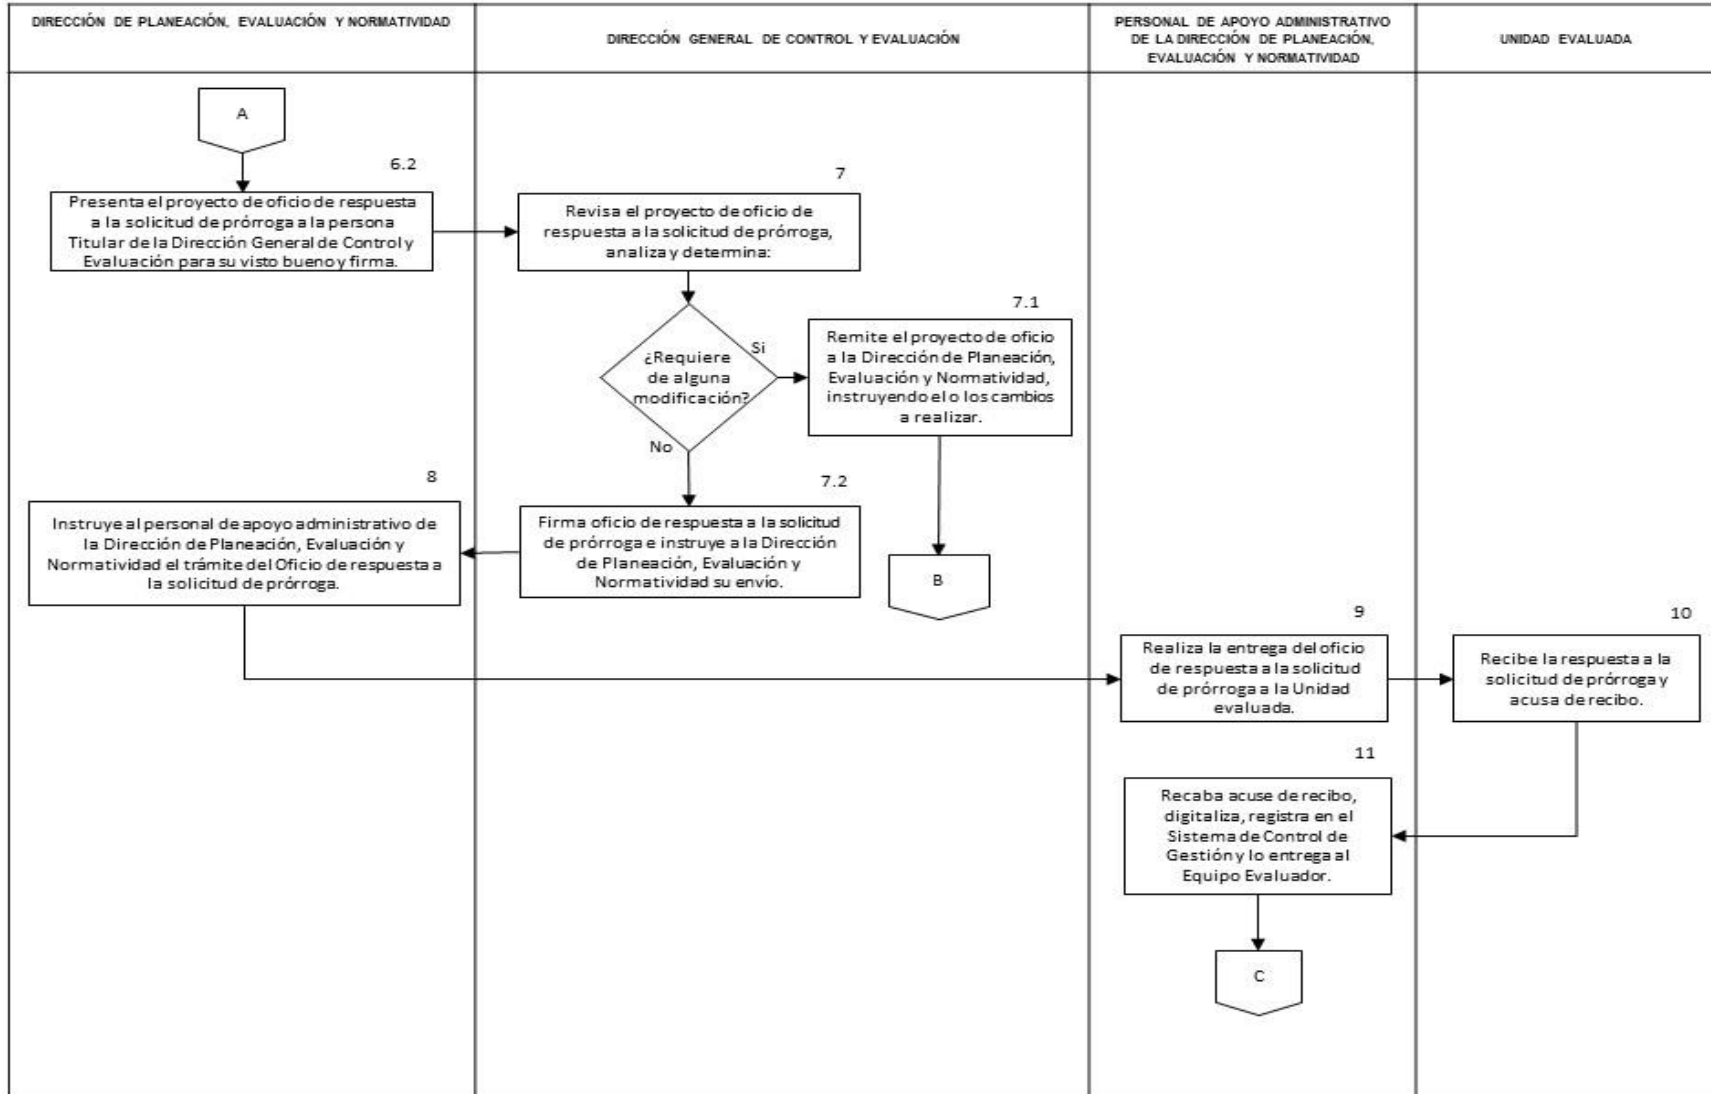 DIRECCIÓN DE PLANEACIÓN, EVALUACIÓN Y NORMATIVIDAD
DIRECCIÓN GENERAL DE CONTROL Y EVALUACIÓN
PERSONAL DE APOYO ADMINISTRATIVO
DE LA DIRECCIÓN DE PLANEACIÓN,
EVALUACIÓN Y NORMATIVIDAD
UNIDAD EVALUADA
A
6.2
Presenta el proyecto de oficio de respuesta
a la solicitud de prórroga a la persona
Titular de la Dirección General de Control y
Evaluación para su visto bueno y firma.
7
Revisa el proyecto de oficio de
respuesta a la solicitud de prórroga,
analiza y determina:
¿Requiere
de alguna
modificación?
Si
7.1
Remite el proyecto de oficio
a la Dirección de Planeación,
Evaluación y Normatividad,
instruyendo el o los cambios
a realizar.
No
7.2
Firma oficio de respuesta a la solicitud
de prórroga e instruye a la Dirección
de Planeación, Evaluación y
Normatividad su envío.
B
8
Instruye al personal de apoyo administrativo de
la Dirección de Planeación, Evaluación y
Normatividad el trámite del Oficio de respuesta a
la solicitud de prórroga.
9
Realiza la entrega del oficio
de respuesta a la solicitud
de prórroga a la Unidad
evaluada.
10
Recibe la respuesta a la
solicitud de prórroga y
acusa de recibo.
11
Recaba acuse de recibo,
digitaliza, registra en el
Sistema de Control de
Gestión y lo entrega al
Equipo Evaluador.
C